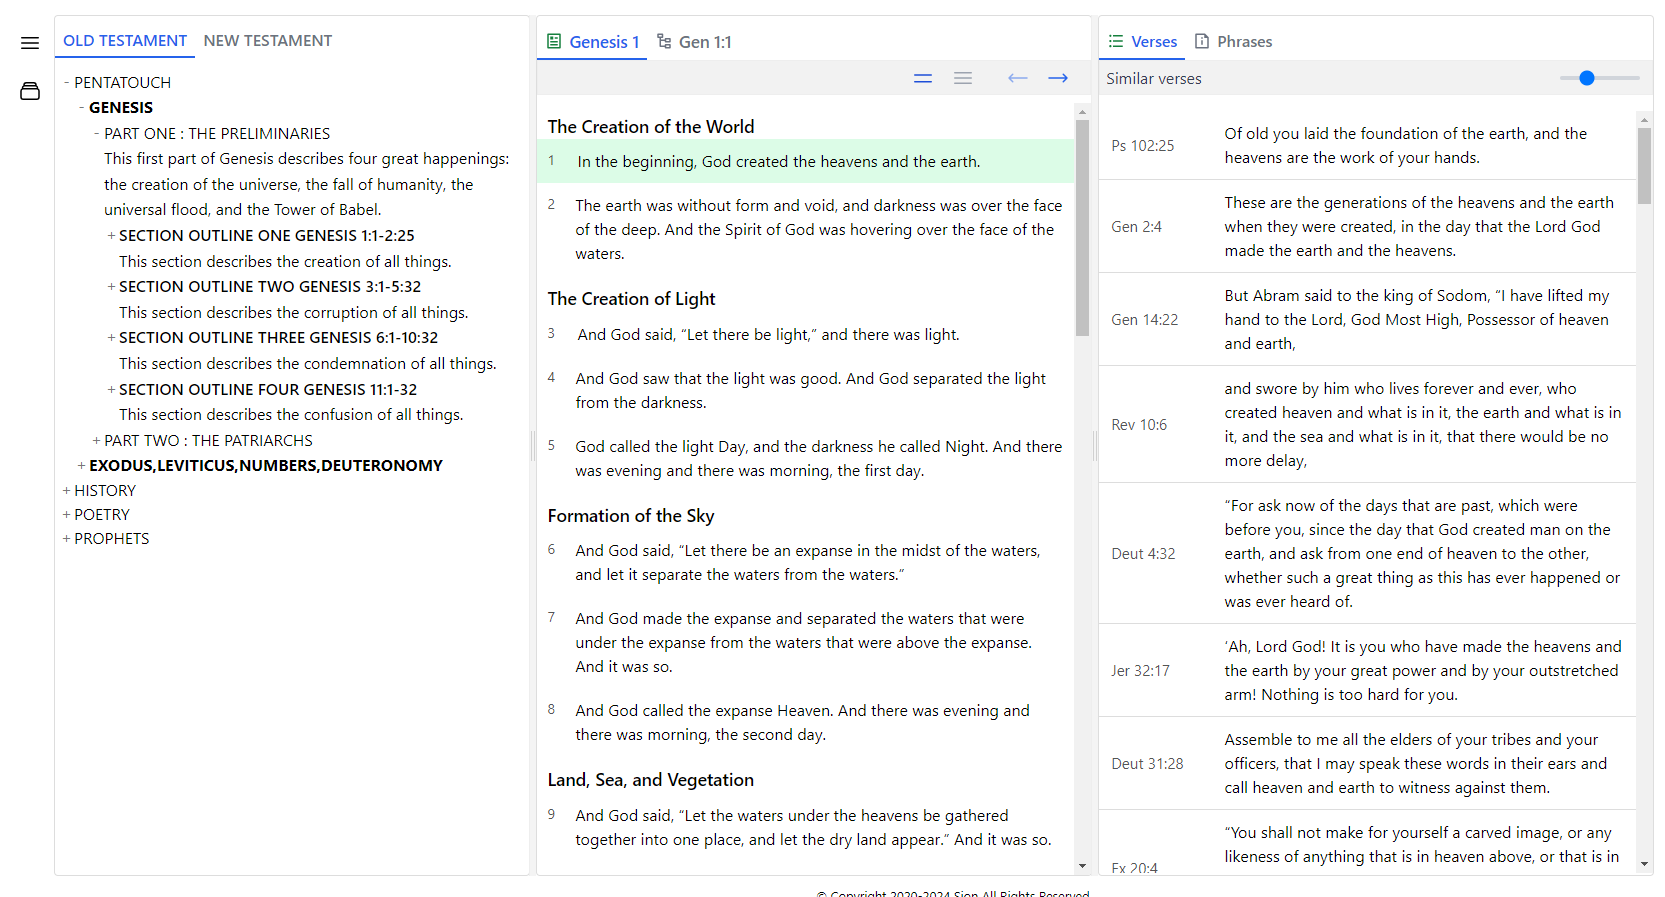 OLD TESTAMENT NEW TESTAMENT
- PENTATOUCH
- GENESIS
- PART ONE : THE PRELIMINARIES
This first part of Genesis describes four great happenings:
the creation of the universe, the fall of humanity, the
universal flood, and the Tower of Babel.
+ SECTION OUTLINE ONE GENESIS 1:1-2:25
This section describes the creation of all things.
+ SECTION OUTLINE TWO GENESIS 3:1-5:32
This section describes the corruption of all things.
+ SECTION OUTLINE THREE GENESIS 6:1-10:32
This section describes the condemnation of all things.
+ SECTION OUTLINE FOUR GENESIS 11:1-32
This section describes the confusion of all things.
+ PART TWO : THE PATRIARCHS
+ EXODUS,LEVITICUS,NUMBERS,DEUTERONOMY
+ HISTORY
+ POETRY
+ PROPHETS
Genesis 1 Gen 1:1
The Creation of the World
1 In the beginning, God created the heavens and the earth.
2 The earth was without form and void, and darkness was over the face
of the deep. And the Spirit of God was hovering over the face of the
waters.
The Creation of Light
3 And God said, “Let there be light,” and there was light.
4 And God saw that the light was good. And God separated the light
from the darkness.
5 God called the light Day, and the darkness he called Night. And there
was evening and there was morning, the first day.
Formation of the Sky
6 And God said, “Let there be an expanse in the midst of the waters,
and let it separate the waters from the waters.”
7 And God made the expanse and separated the waters that were
under the expanse from the waters that were above the expanse.
And it was so.
8 And God called the expanse Heaven. And there was evening and
there was morning, the second day.
Land, Sea, and Vegetation
9 And God said, “Let the waters under the heavens be gathered
together into one place, and let the dry land appear.” And it was so.
Verses Phrases
Similar verses
Ps 102:25 Of old you laid the foundation of the earth, and the
heavens are the work of your hands.
Gen 2:4 These are the generations of the heavens and the earth
when they were created, in the day that the Lord God
made the earth and the heavens.
Gen 14:22 But Abram said to the king of Sodom, “I have lifted my
hand to the Lord, God Most High, Possessor of heaven
and earth,
Rev 10:6 and swore by him who lives forever and ever, who
created heaven and what is in it, the earth and what is in
it, and the sea and what is in it, that there would be no
more delay,
Deut 4:32 “For ask now of the days that are past, which were
before you, since the day that God created man on the
earth, and ask from one end of heaven to the other,
whether such a great thing as this has ever happened or
was ever heard of.
Jer 32:17 ‘Ah, Lord God! It is you who have made the heavens and
the earth by your great power and by your outstretched
arm! Nothing is too hard for you.
Deut 31:28 Assemble to me all the elders of your tribes and your
officers, that I may speak these words in their ears and
call heaven and earth to witness against them.
Ex 20:4 “You shall not make for yourself a carved image, or any
likeness of anything that is in heaven above, or that is in
© Copyright 2020-2024 Sion All Rights Reserved